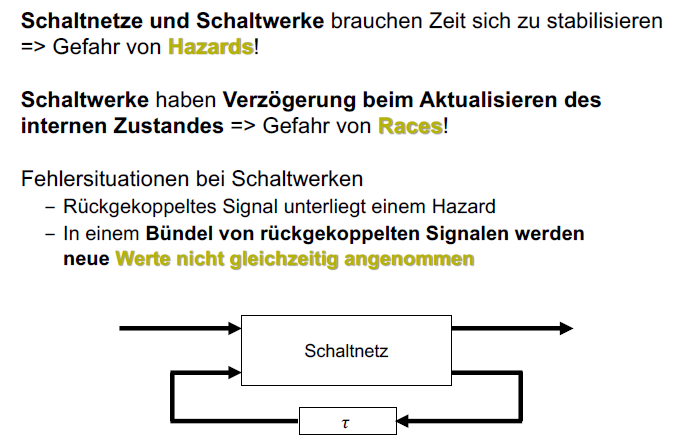 Schaltnetze und Schaltwerke brauchen Zeit sich zu stabilisieren
=> Gefahr von Hazards!
Schaltwerke haben Verzögerung beim Aktualisieren des
internen Zustandes => Gefahr von Races!
Fehlersituationen bei Schaltwerken
– Rückgekoppeltes Signal unterliegt einem Hazard
– In einem Bündel von rückgekoppelten Signalen werden
neue Werte nicht gleichzeitig angenommen
Schaltnetz
τ